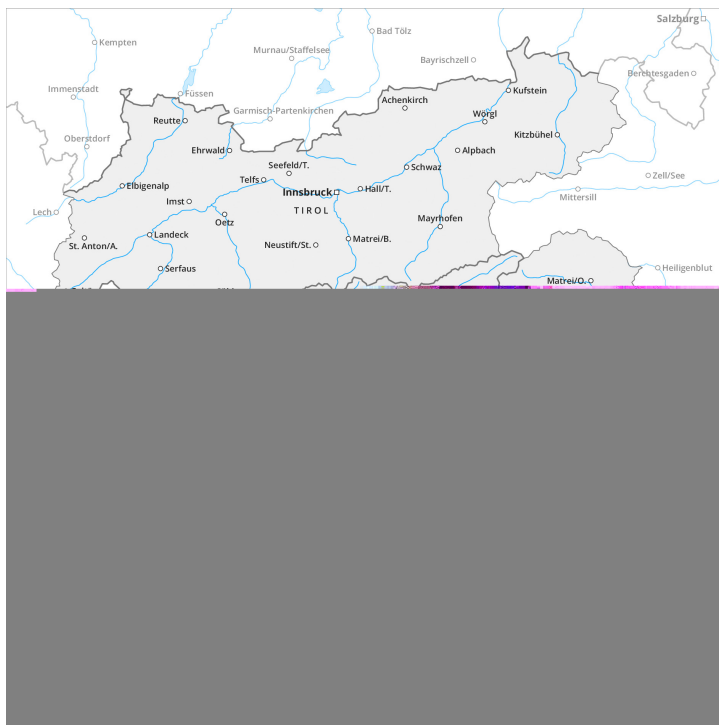 Salzburg
Bad Tölz
Kempten
Murnau/Staffelsee
Bayrischzell
Berchtesgaden
Immenstadt
Füssen
Kufstein
Achenkirch
Garmisch-Partenkirchen
Wörgl
Reutte
Kitzbühel
Oberstdorf
Ehrwald
Alpbach
Seefeld/T.
Schwaz
Zell/See
Telfs
Elbigenalp
Innsbruck
Hall/T.
Mittersill
Imst
TIROL
Lech
Oetz
Mayrhofen
Landeck
Matrei/B.
St. Anton/A.
Neustift/St.
Serfaus
Heiligenblut
Matrei/O.